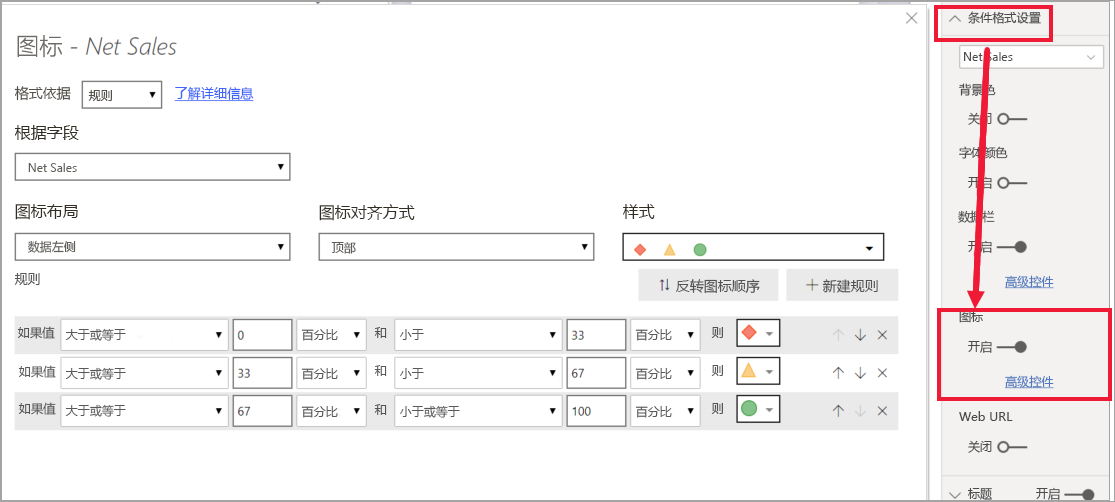 图标 - Net Sales
格式依据 规则 了解详细信息
根据字段
Net Sales
图标布局 图标对齐方式 样式
数据左侧 顶部
规则 反转图标顺序 新建规则
如果值 大于或等于 0 百分比 和 小于 33 百分比 则
如果值 大于或等于 33 百分比 和 小于 67 百分比 则
如果值 大于或等于 67 百分比 和 小于或等于 100 百分比 则
条件格式设置
Net Sales
背景色
关闭
字体颜色
开启
数据栏
开启
高级控件
图标
开启
高级控件
Web URL
关闭
标题 开启